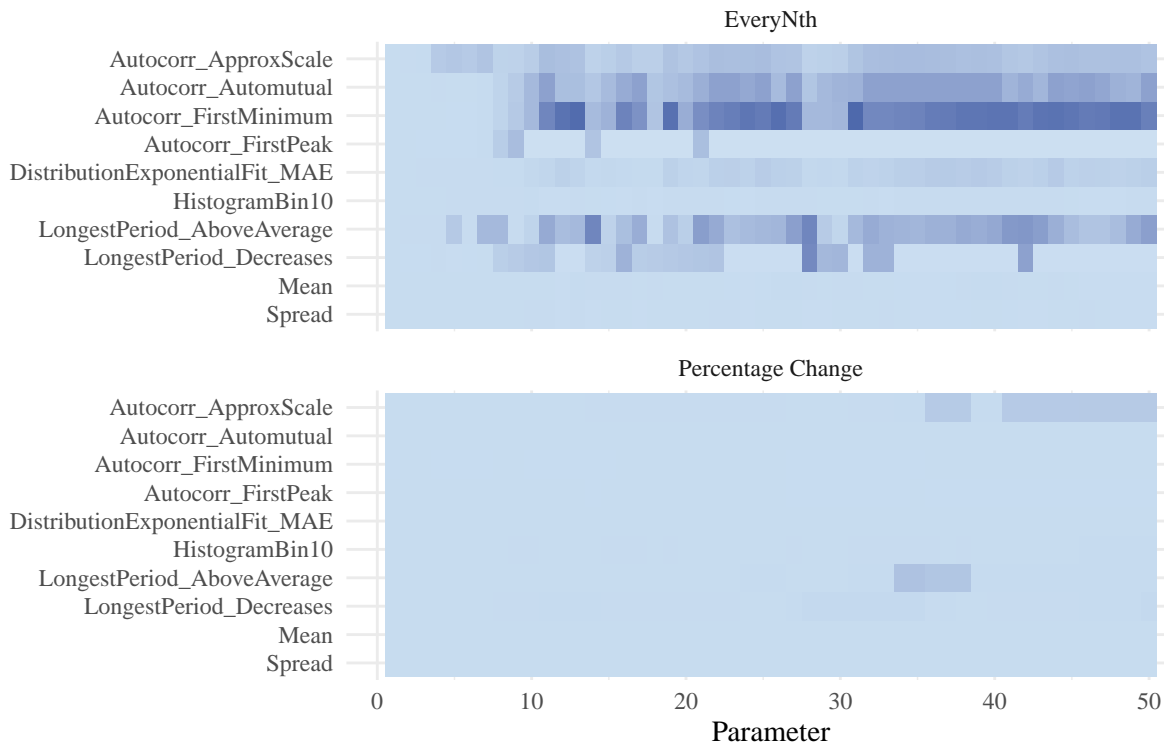 EveryNth
Autocorr_ApproxScale
Autocorr_Automutual
Autocorr_FirstMinimum
Autocorr_FirstPeak
DistributionExponentialFit_MAE
HistogramBin10
LongestPeriod_AboveAverage
LongestPeriod_Decreases
Mean
Spread
Percentage Change
Autocorr_ApproxScale
Autocorr_Automutual
Autocorr_FirstMinimum
Autocorr_FirstPeak
DistributionExponentialFit_MAE
HistogramBin10
LongestPeriod_AboveAverage
LongestPeriod_Decreases
Mean
Spread
0 10 20 30 40 50
Parameter